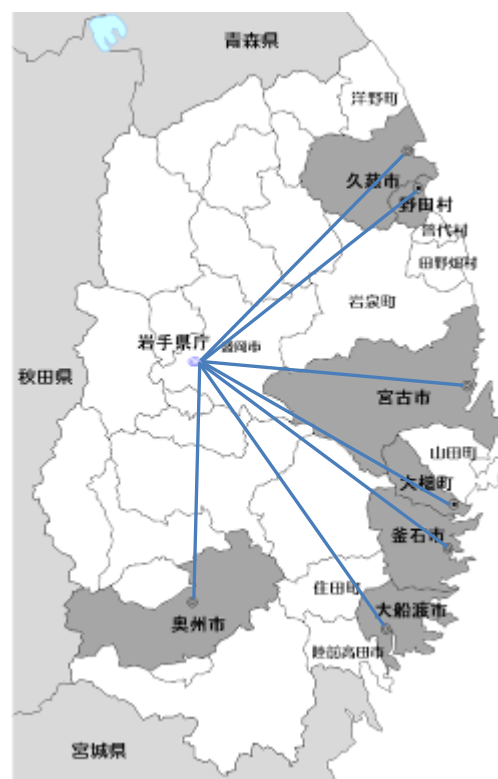 青森県
洋野町
久慈市
野田村
普代村
田野畑村
岩泉町
岩手県庁
盛岡市
秋田県
宮古市
山田町
大槌町
釜石市
住田町
大船渡市
奥州市
陸前高田市
宮城県